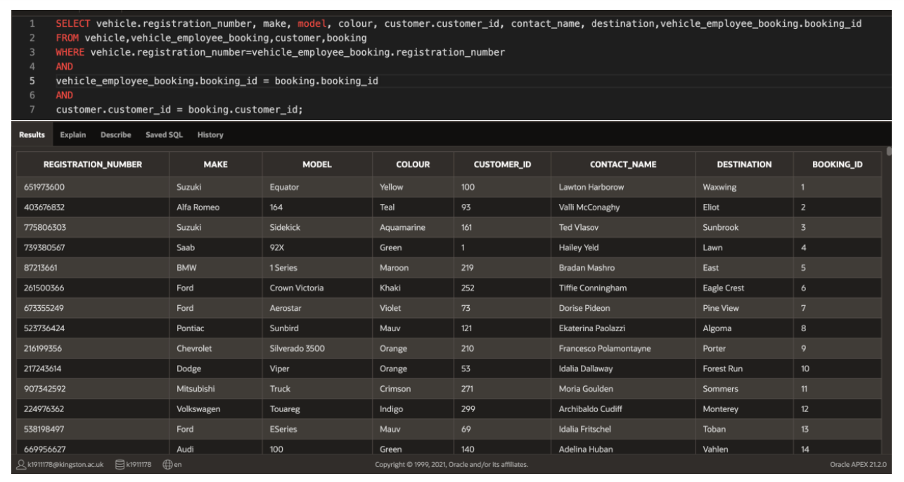 1 SELECT vehicle.registration_number, make, model, colour, customer.customer_id, contact_name, destination,vehicle_employee_booking.booking_id
2 FROM vehicle,vehicle_employee_booking,customer,booking
3 WHERE vehicle.registration_number=vehicle_employee_booking.registration_number
4 AND
5 vehicle_employee_booking.booking_id = booking.booking_id
6 AND
7 customer.customer_id = booking.customer_id;
Results Explain Describe Saved SQL History
REGISTRATION_NUMBER MAKE MODEL COLOUR CUSTOMER_ID CONTACT_NAME DESTINATION BOOKING_ID
651973600 Suzuki Equator Yellow 100 Lawton Harborow Waxwing 1
403676832 Alfa Romeo 164 Teal 93 Valli McConaghy Eliot 2
775806303 Suzuki Sidekick Aquamarine 161 Ted Vlasov Sunbrook 3
739380567 Saab 92X Green 1 Hailey Yeld Lawn 4
87213661 BMW 1 Series Maroon 219 Bradan Mashro East 5
261500366 Ford Crown Victoria Khaki 252 Tiffie Conningham Eagle Crest 6
673355249 Ford Aerostar Violet 73 Dorise Pideon Pine View 7
523736424 Pontiac Sunbird Mauv 121 Ekaterina Paolazzi Algoma 8
216199356 Chevrolet Silverado 3500 Orange 210 Francesco Polamontayne Porter 9
217243614 Dodge Viper Orange 53 Idalia Dallaway Forest Run 10
907342592 Mitsubishi Truck Crimson 271 Moria Goulden Sommers 11
224976362 Volkswagen Touareg Indigo 299 Archibaldo Cudiff Monterey 12
538198497 Ford ESeries Mauv 69 Idalia Fritschel Toban 13
669956627 Audi 100 Green 140 Adelina Huban Vahlen 14
k1911178@kingston.ac.uk k1911178 en Copyright © 1999, 2021, Oracle and/or its affiliates. Oracle APEX 21.2.0